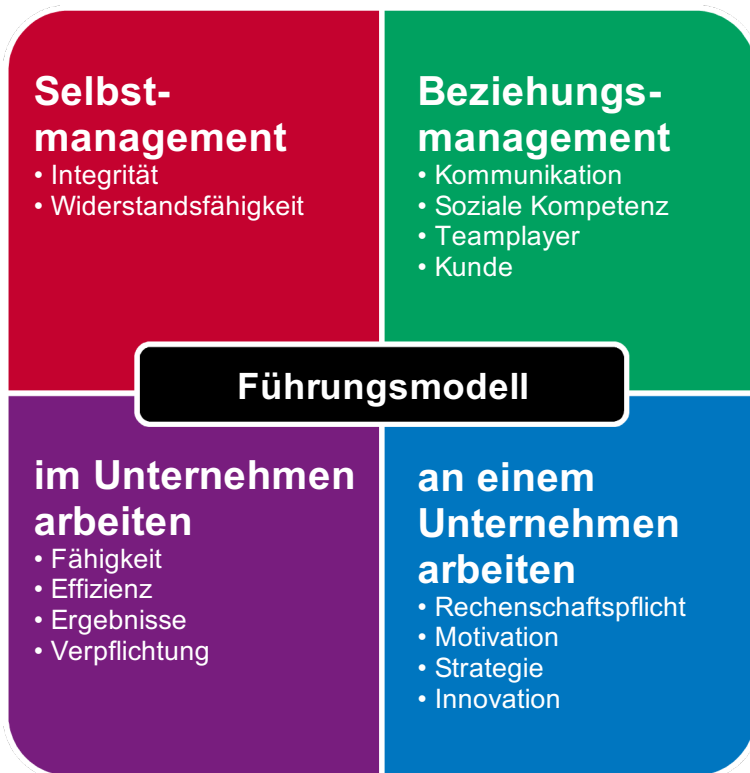 Selbst-
management
• Integrität
• Widerstandsfähigkeit
Beziehungs-
management
• Kommunikation
• Soziale Kompetenz
• Teamplayer
• Kunde
Führungsmodell
im Unternehmen
arbeiten
• Fähigkeit
• Effizienz
• Ergebnisse
• Verpflichtung
an einem
Unternehmen
arbeiten
• Rechenschaftspflicht
• Motivation
• Strategie
• Innovation